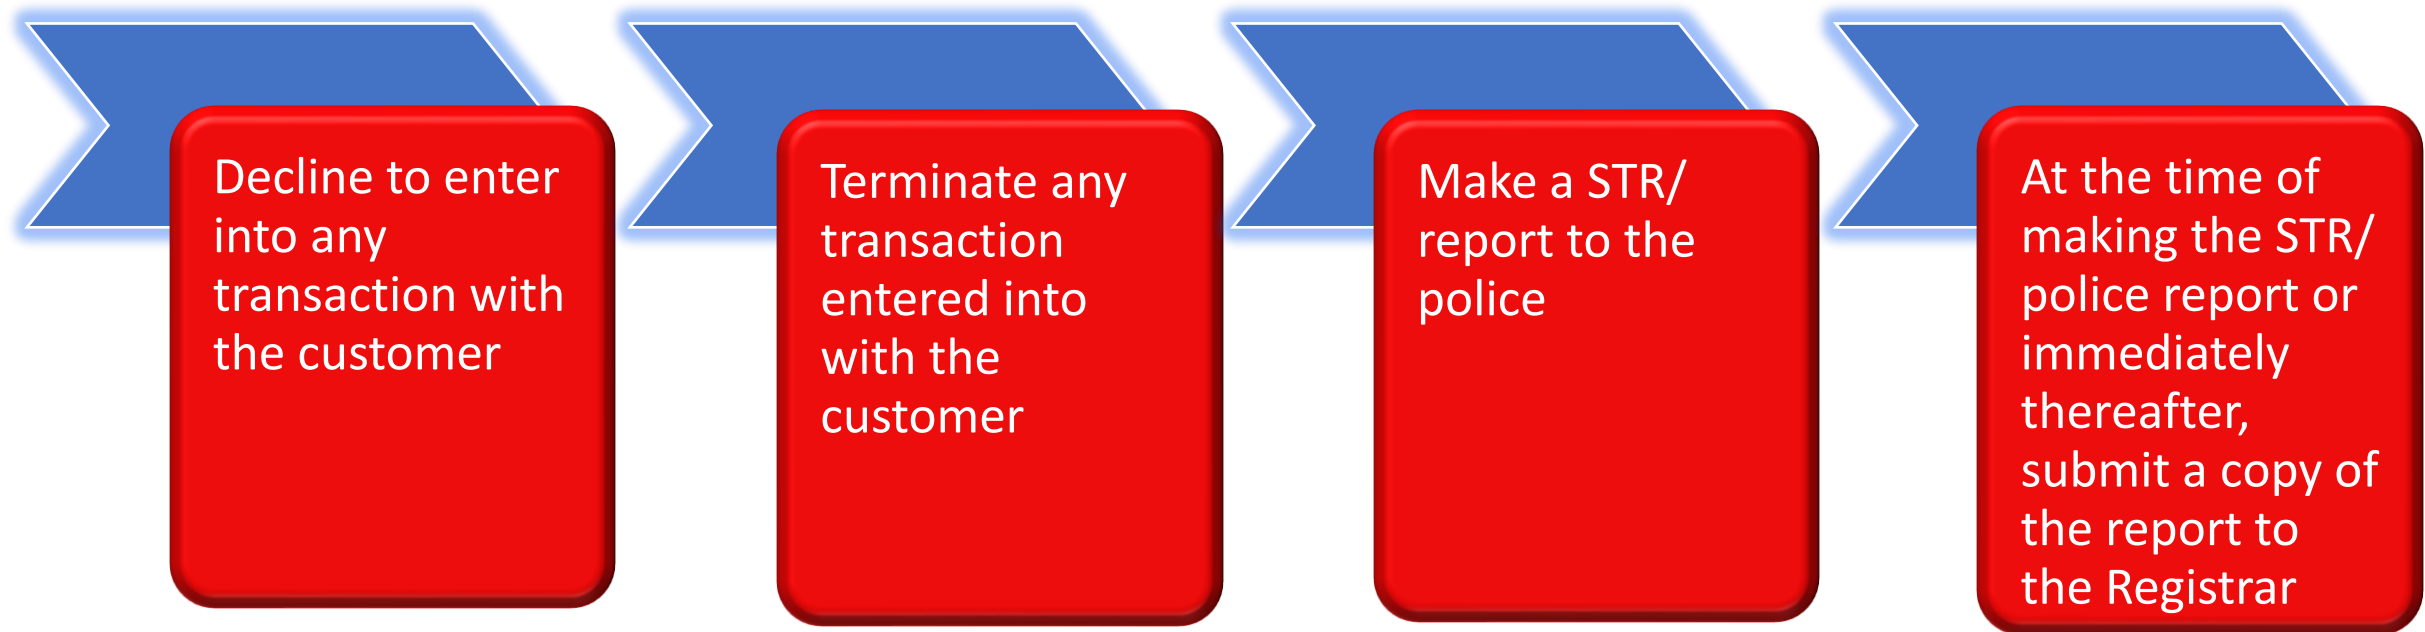 Decline to enter
into any
transaction with
the customer
Terminate any
transaction
entered into
with the
customer
Make a STR/
report to the
police
At the time of
making the STR/
police report or
immediately
thereafter,
submit a copy of
the report to
the Registrar